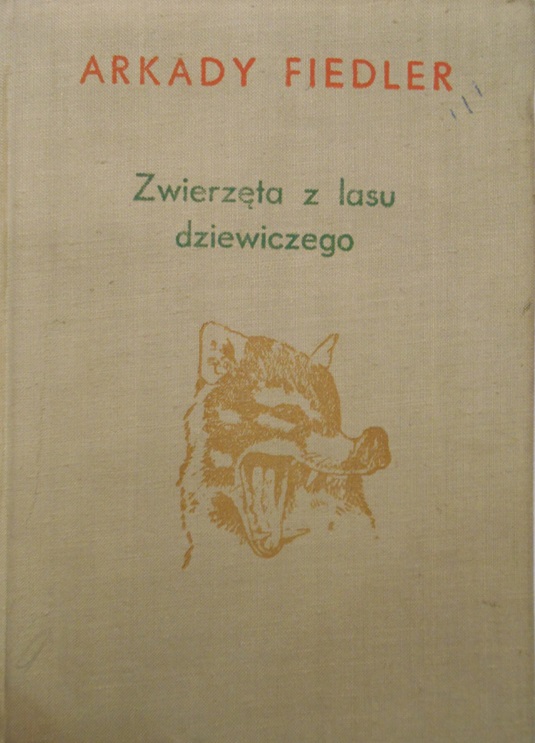 ARKADY FIEDLER
Zwierzęta z lasu
dziewiczego